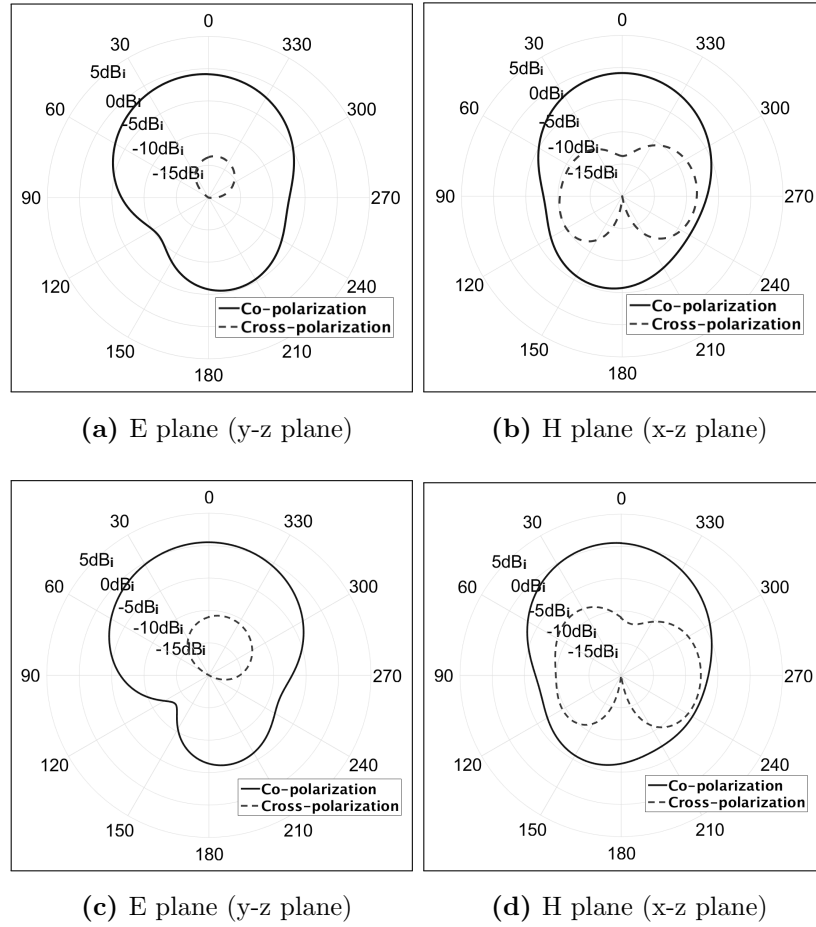 0
30
330
5dBi
60
0dBi
300
-5dBi
-10dBi
-15dBi
90
270
120
240
Co-polarization
Cross-polarization
150
210
180
(a) E plane (y-z plane)
0
30
330
5dBi
60
0dBi
300
-5dBi
-10dBi
-15dBi
90
270
120
240
Co-polarization
Cross-polarization
150
210
180
(b) H plane (x-z plane)
0
30
330
5dBi
60
0dBi
300
-5dBi
-10dBi
-15dBi
90
270
120
240
Co-polarization
Cross-polarization
150
210
180
(c) E plane (y-z plane)
0
30
330
5dBi
60
0dBi
300
-5dBi
-10dBi
-15dBi
90
270
120
240
Co-polarization
Cross-polarization
150
210
180
(d) H plane (x-z plane)